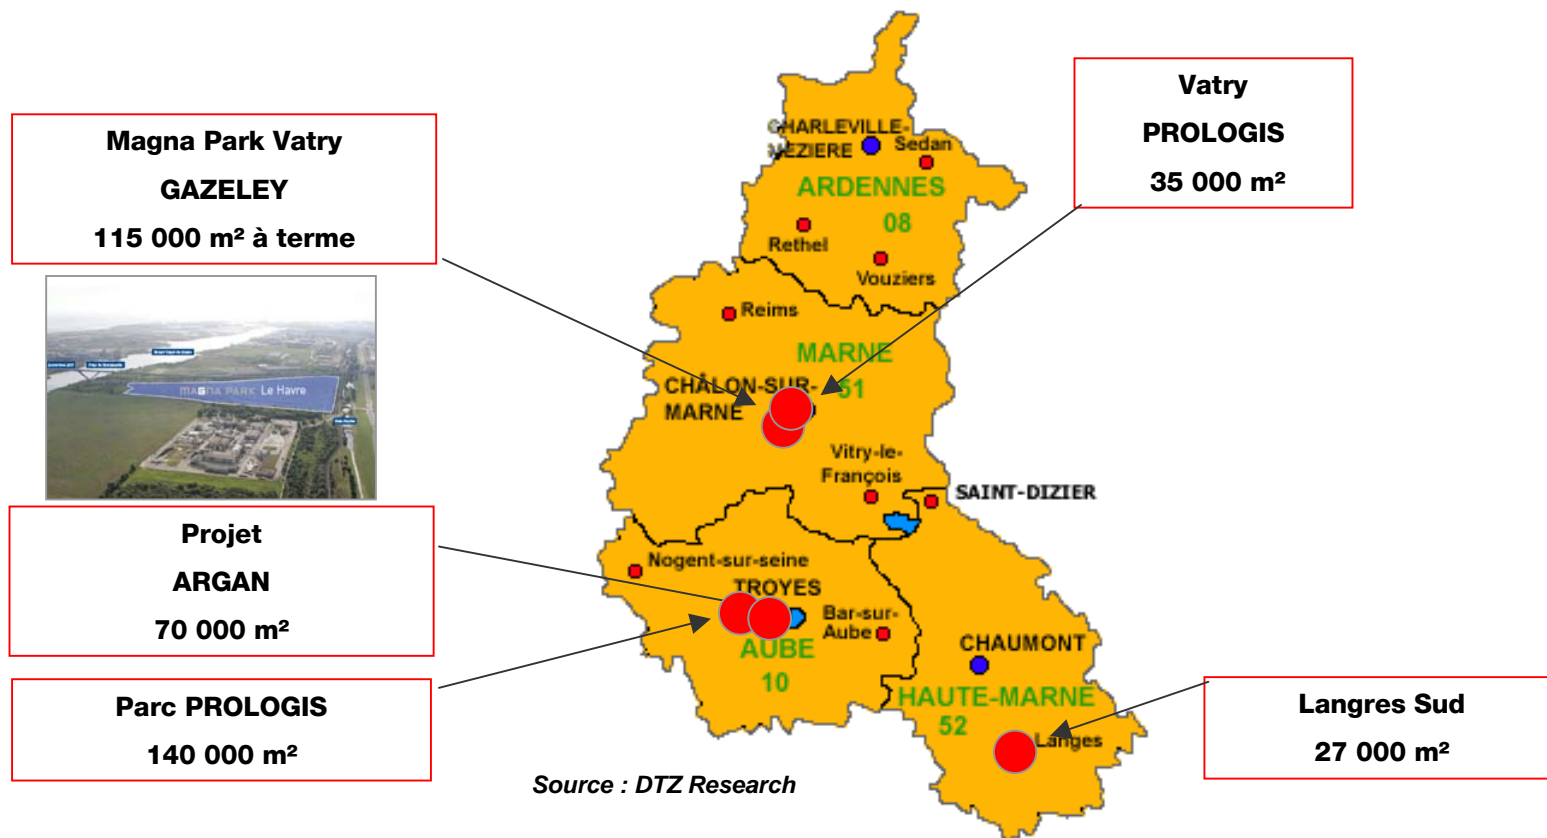 Magna Park Vatry
GAZELEY
115 000 m² à terme
Vatry
PROLOGIS
35 000 m²
CHARLEVILLE-
MEZIERE
Sedan
ARDENNES
08
Rethel
Vouziers
Reims
MARNE
51
CHÂLON-SUR-
MARNE
Vitry-le-
François
SAINT-DIZIER
MAGNA PARK Le Havre
Projet
ARGAN
70 000 m²
Nogent-sur-seine
TROYES
Bar-sur-
Aube
AUBE
10
CHAUMONT
HAUTE-MARNE
52
Langes
Parc PROLOGIS
140 000 m²
Langres Sud
27 000 m²
Source : DTZ Research